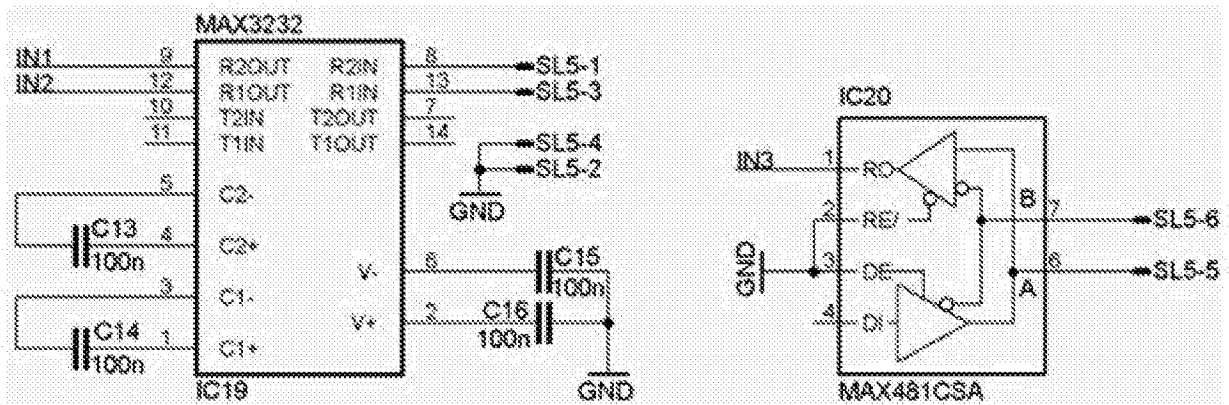 MAX3232
IN1 9 R2OUT R2IN 8 SL5-1
IN2 12 R1OUT R1IN 13 SL5-3
10 T2IN T2OUT 7
11 T1IN T1OUT 14
SL5-4
SL5-2
GND
5 C2-
C13
100n
4 C2+
3 C1-
C14
100n
1 C1+
V- 6 C15
100n
V+ 2 C16
100n
GND
IC19
IC20
IN3 1 RO
2 RE/ B 7 SL5-6
GND 3 DE A 6 SL5-5
4 DI
MAX481CSA